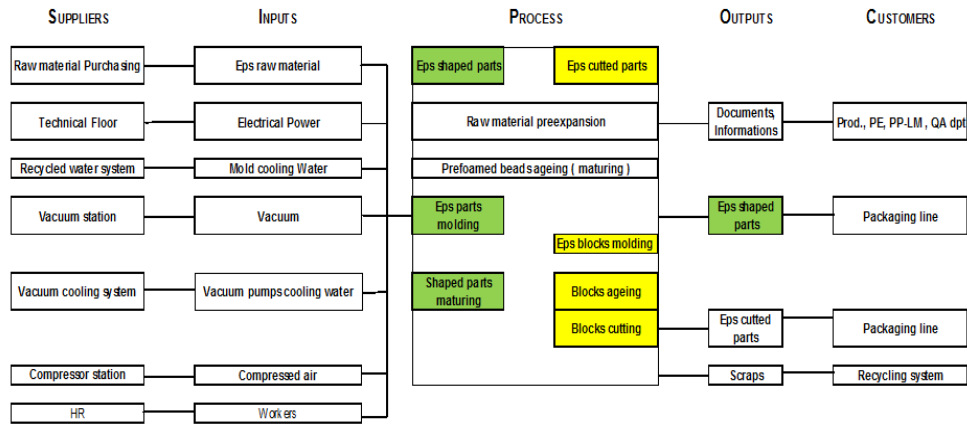 SUPPLIERS INPUTS PROCESS OUTPUTS CUSTOMERS
Raw material Purchasing Eps raw material Eps shaped parts Eps cutted parts
Technical Floor Electrical Power Raw material preexpansion Documents,
Informations Prod., PE, PP-LM , QA dpt
Recycled water system Mold cooling Water Prefoamed beads ageing ( maturing )
Vacuum station Vacuum Eps parts
molding Eps shaped
parts Packaging line
Eps blocks molding
Vacuum cooling system Vacuum pumps cooling water Shaped parts
maturing Blocks ageing
Blocks cutting Eps cutted
parts Packaging line
Compressor station Compressed air Scraps Recycling system
HR Workers